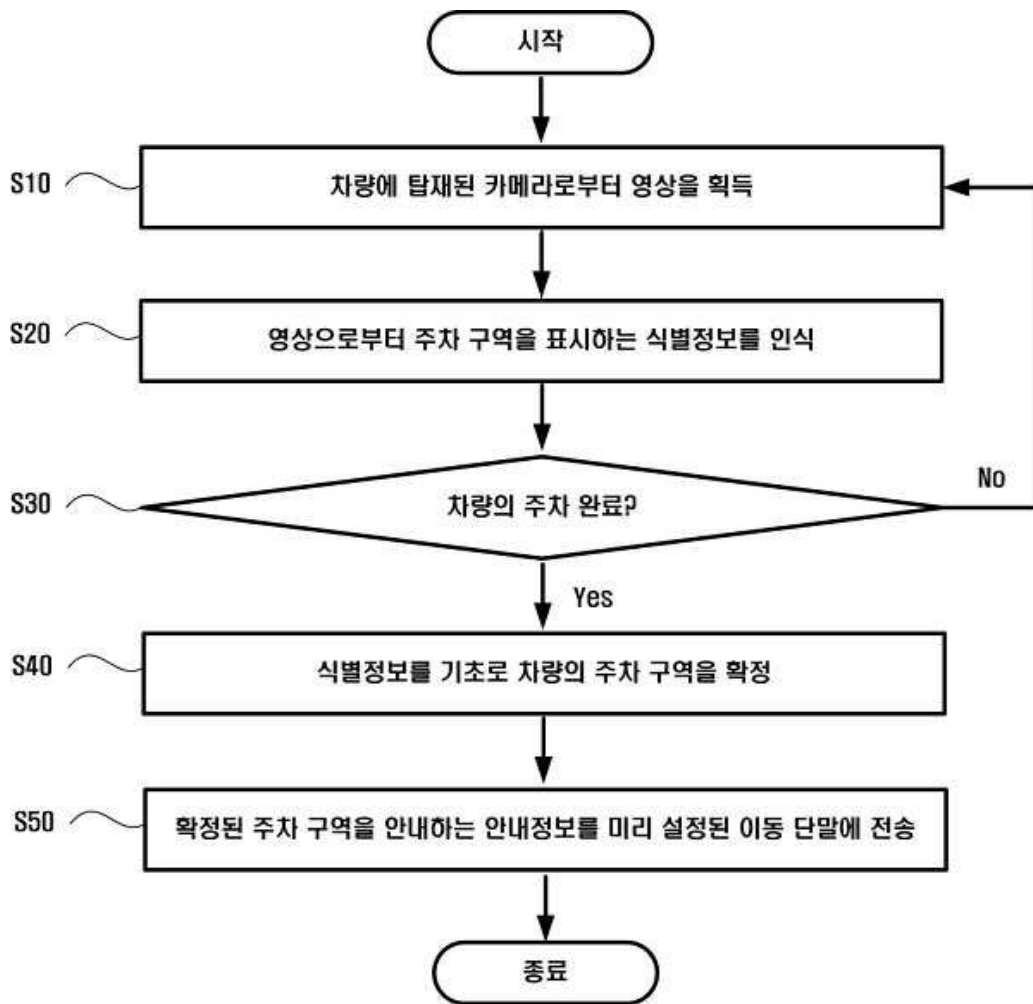 시작
S10
차량에 탑재된 카메라로부터 영상을 획득
S20
영상으로부터 주차 구역을 표시하는 식별정보를 인식
S30
차량의 주차 완료?
No
Yes
S40
식별정보를 기초로 차량의 주차 구역을 확정
S50
확정된 주차 구역을 안내하는 안내정보를 미리 설정된 이동 단말에 전송
종료